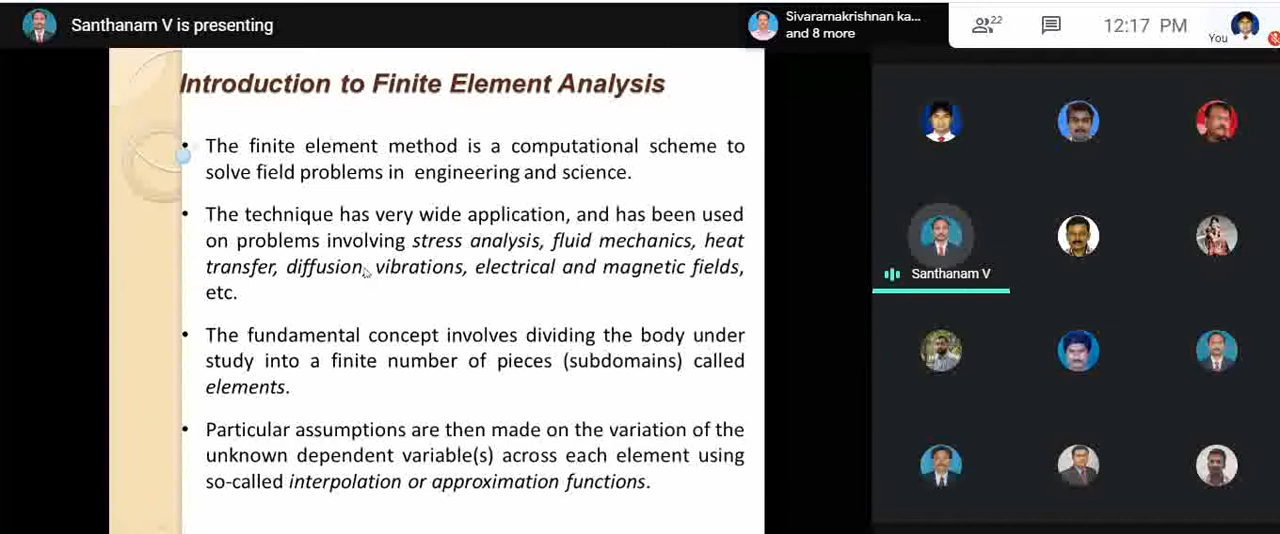 Santhanam V is presenting
Sivaramakrishnan ka...
and 8 more
22
12:17 PM
You
Introduction to Finite Element Analysis
• The finite element method is a computational scheme to
solve field problems in engineering and science.
• The technique has very wide application, and has been used
on problems involving stress analysis, fluid mechanics, heat
transfer, diffusion, vibrations, electrical and magnetic fields,
etc.
• The fundamental concept involves dividing the body under
study into a finite number of pieces (subdomains) called
elements.
• Particular assumptions are then made on the variation of the
unknown dependent variable(s) across each element using
so-called interpolation or approximation functions.
Santhanam V